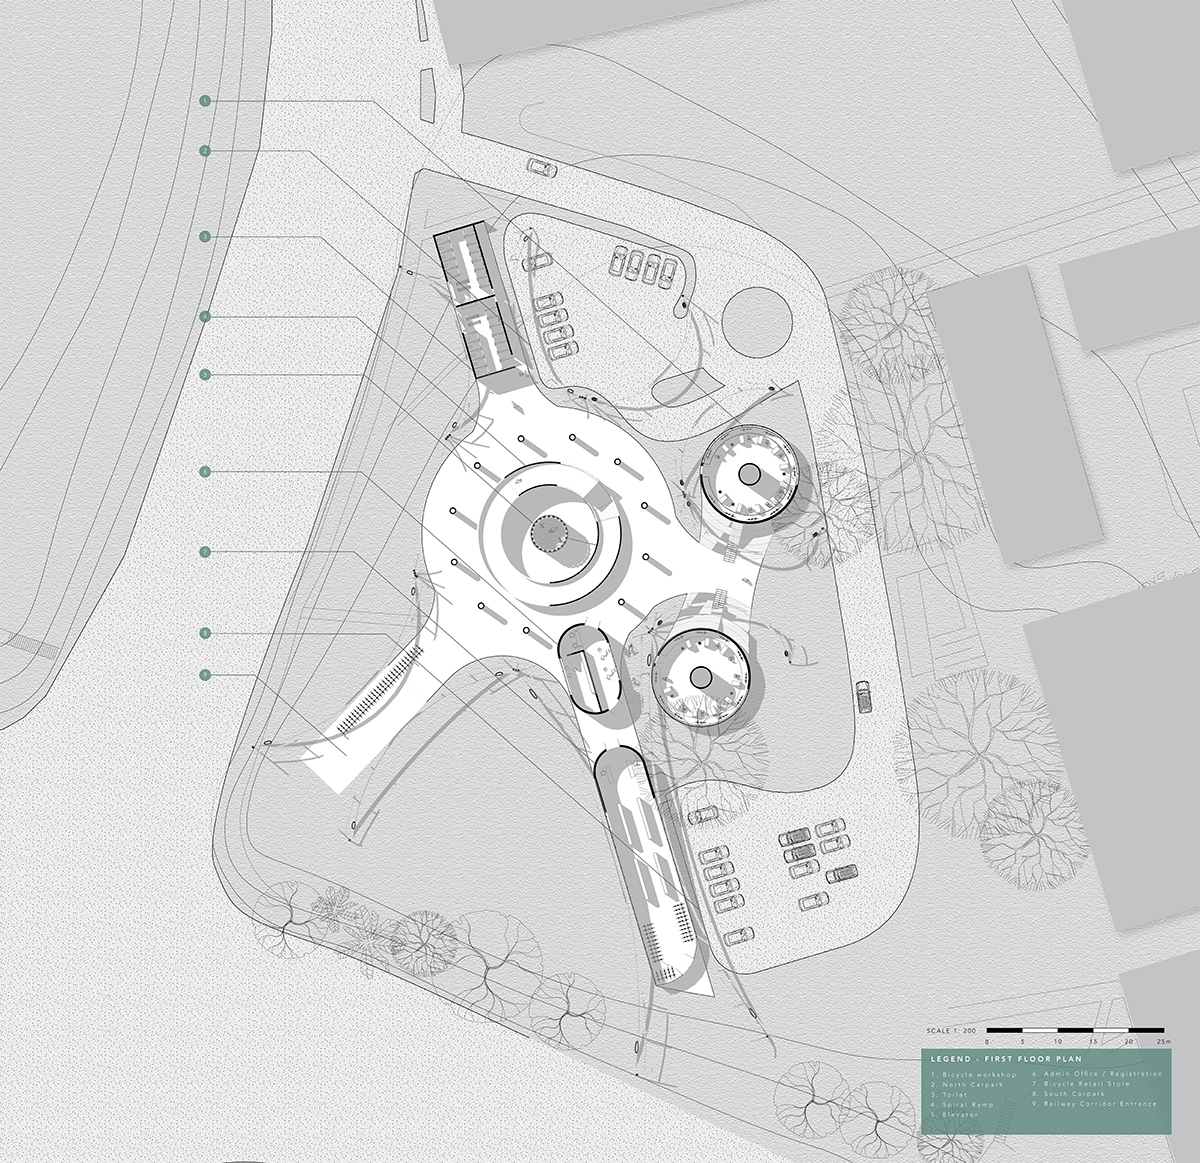 1
2
3
4
5
6
7
8
9
SCALE 1: 200
0 5 10 15 20 25m
LEGEND - FIRST FLOOR PLAN
1. Bicycle workshop
2. North Carpark
3. Toilet
4. Spiral Ramp
5. Elevator
6. Admin Office / Registration
7. Bicycle Retail Store
8. South Carpark
9. Railway Corridor Entrance